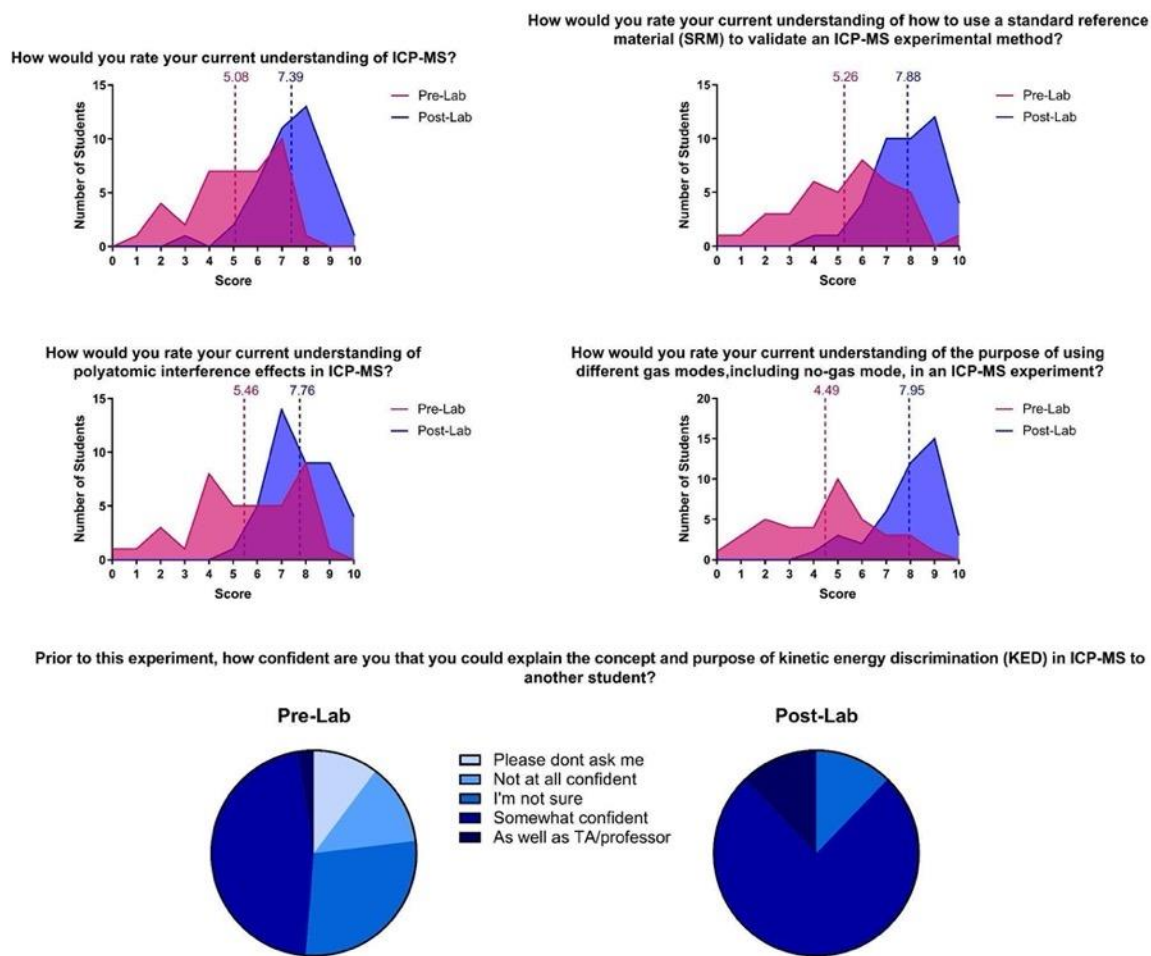 How would you rate your current understanding of ICP-MS?
5.08
7.39
15
10
5
0
Number of Students
0 1 2 3 4 5 6 7 8 9 10
Score
Pre-Lab
Post-Lab
How would you rate your current understanding of how to use a standard reference
material (SRM) to validate an ICP-MS experimental method?
5.26
7.88
15
10
5
0
Number of Students
0 1 2 3 4 5 6 7 8 9 10
Score
Pre-Lab
Post-Lab
How would you rate your current understanding of
polyatomic interference effects in ICP-MS?
5.46
7.76
15
10
5
0
Number of Students
0 1 2 3 4 5 6 7 8 9 10
Score
Pre-Lab
Post-Lab
How would you rate your current understanding of the purpose of using
different gas modes,including no-gas mode, in an ICP-MS experiment?
4.49
7.95
20
15
10
5
0
Number of Students
0 1 2 3 4 5 6 7 8 9 10
Score
Pre-Lab
Post-Lab
Prior to this experiment, how confident are you that you could explain the concept and purpose of kinetic energy discrimination (KED) in ICP-MS to
another student?
Pre-Lab
Please dont ask me
Not at all confident
I'm not sure
Somewhat confident
As well as TA/professor
Post-Lab